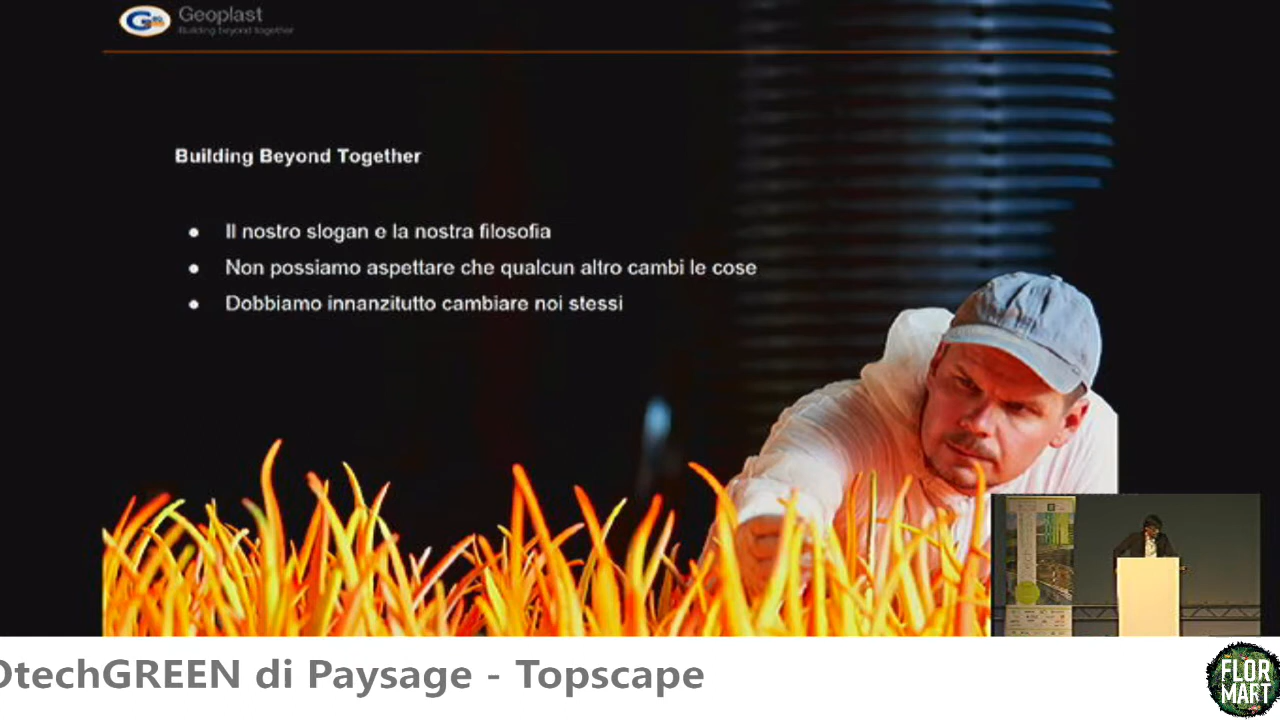 Geoplast
Building beyond together
Building Beyond Together
● Il nostro slogan e la nostra filosofia
● Non possiamo aspettare che qualcun altro cambi le cose
● Dobbiamo innanzitutto cambiare noi stessi
OtechGREEN di Paysage - Topscape
FLOR
MART